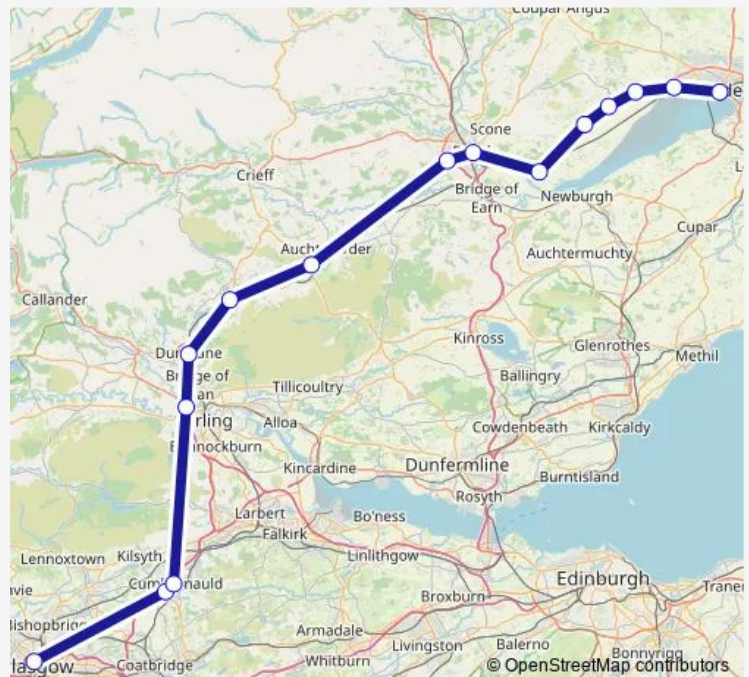 Coupar Angus
Scone
Crieff
Bridge of
Earn
Newburgh
Cupar
Auchtermuchty
Callander
Kinross
Glenrothes
Methil
Ballingry
Tillicoultry
Alloa
Cowdenbeath
Kirkcaldy
Kincardine
Dunfermline
Burntisland
Rosyth
Larbert
Bo'ness
Falkirk
Lennoxtown
Kilsyth
Linlithgow
Edinburgh
Broxburn
Armadale
Livingston
Balerno
Coatbridge
Whitburn
Bonnyrigg
© OpenStreetMap contributors